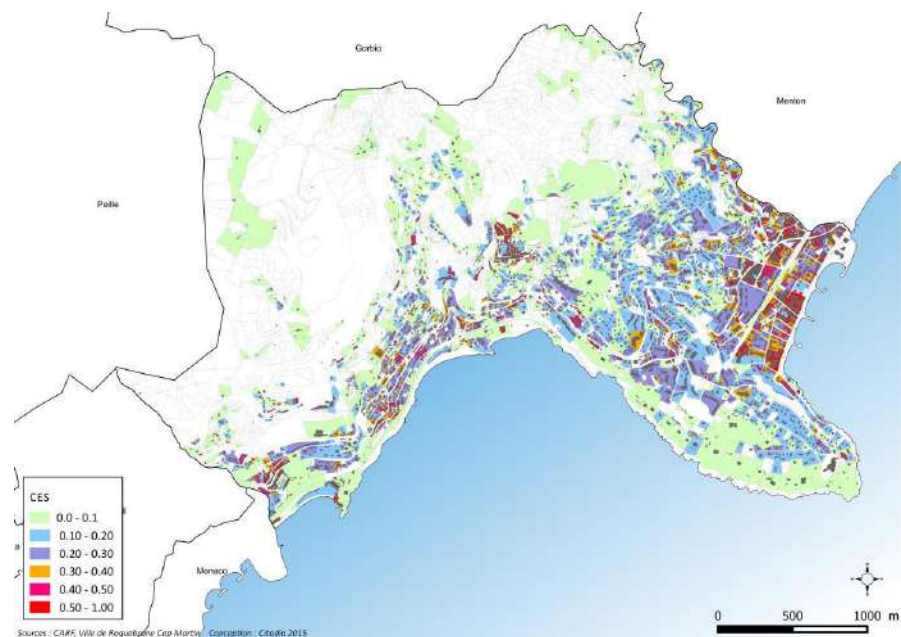 Gorbio
Menton
Peille
CES
0.0 - 0.1
0.10 - 0.20
0.20 - 0.30
0.30 - 0.40
0.40 - 0.50
0.50 - 1.00
Monaco
0 500 1000 m
Sources : CARF, Ville de Roquebrune Cap Martin Conception : Citadia 2015